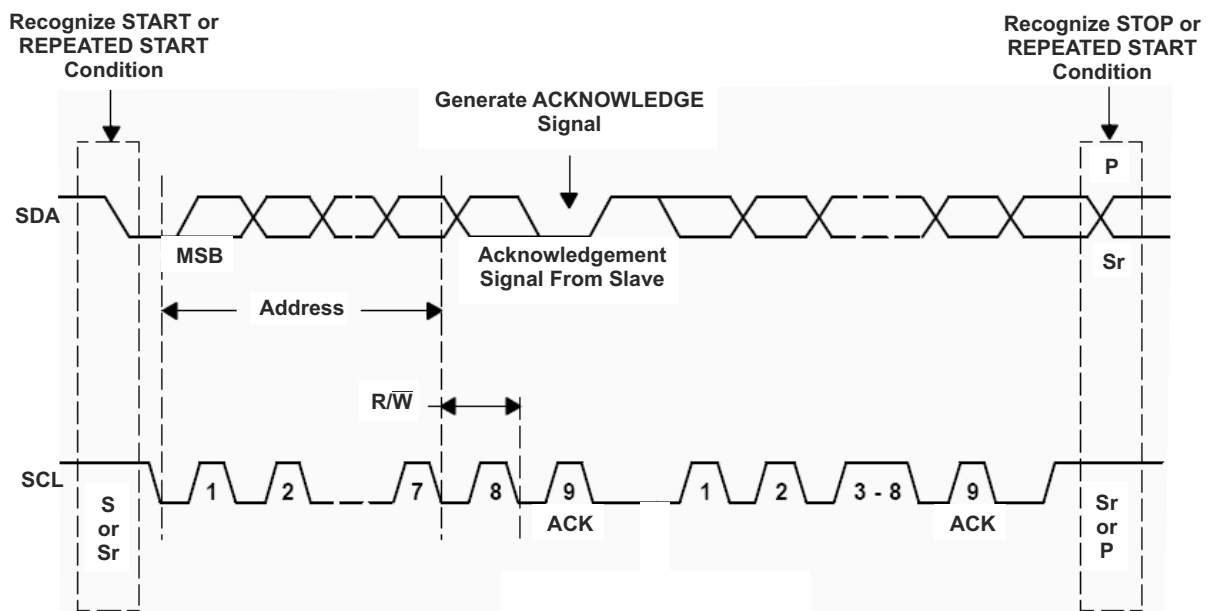 Recognize START or
REPEATED START
Condition
Recognize STOP or
REPEATED START
Condition
Generate ACKNOWLEDGE
Signal
P
SDA
MSB
Acknowledgement
Signal From Slave
Sr
Address
R/W̅
SCL
1
2
7
8
9
1
2
3 - 8
9
ACK
ACK
S
or
Sr
Sr
or
P